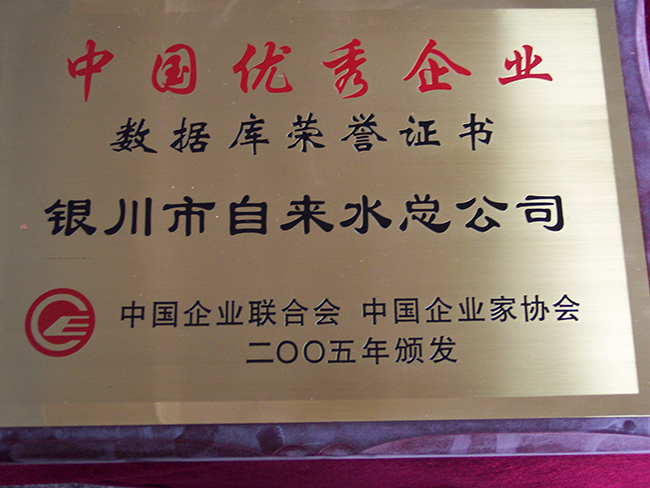 中国优秀企业
数据库荣誉证书
银川市自来水总公司
中国企业联合会 中国企业家协会
二〇〇五年颁发